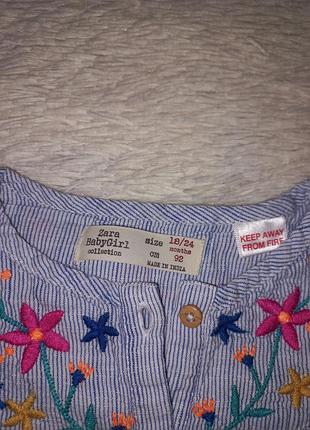 Zara
BabyGirl
collection
size 18/24
months
cm 92
MADE IN INDIA
KEEP AWAY
FROM FIRE